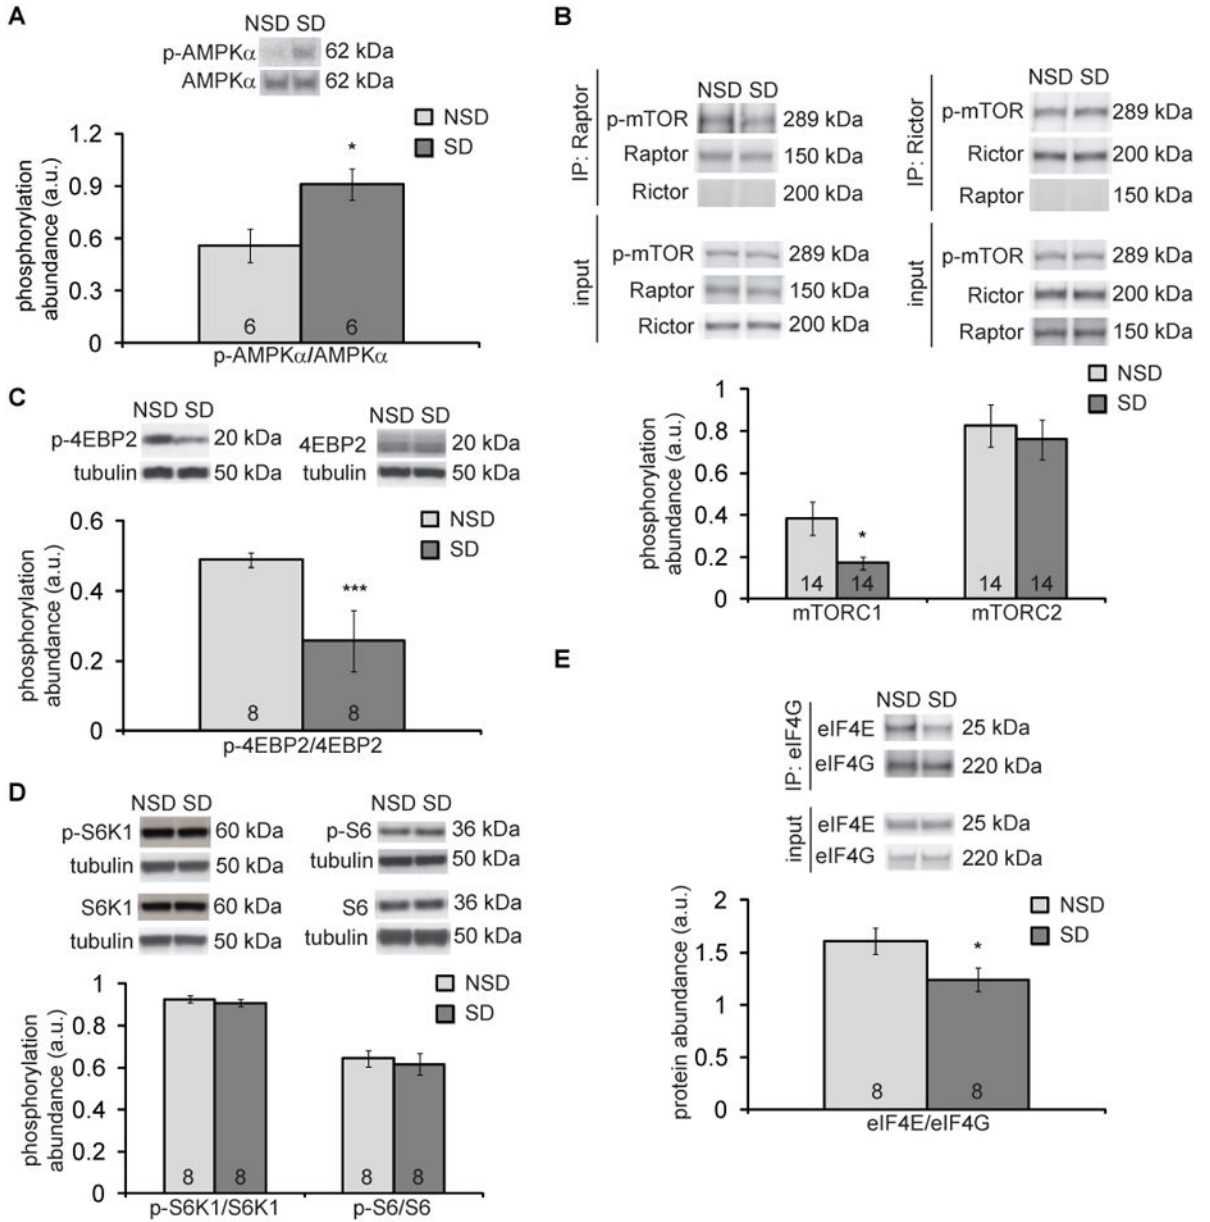 A
NSD SD
p-AMPKα 62 kDa
AMPKα 62 kDa
NSD
SD
phosphorylation
abundance (a.u.)
1.2
0.9
0.6
0.3
0
*
6 6
p-AMPKα/AMPKα
B
IP: Raptor
NSD SD
p-mTOR 289 kDa
Raptor 150 kDa
Rictor 200 kDa
input
p-mTOR 289 kDa
Raptor 150 kDa
Rictor 200 kDa
IP: Rictor
NSD SD
p-mTOR 289 kDa
Rictor 200 kDa
Raptor 150 kDa
input
p-mTOR 289 kDa
Rictor 200 kDa
Raptor 150 kDa
NSD
SD
phosphorylation
abundance (a.u.)
1
0.8
0.6
0.4
0.2
0
*
14 14 14 14
mTORC1 mTORC2
C
NSD SD
p-4EBP2 20 kDa
tubulin 50 kDa
NSD SD
4EBP2 20 kDa
tubulin 50 kDa
NSD
SD
phosphorylation
abundance (a.u.)
0.6
0.4
0.2
0
***
8 8
p-4EBP2/4EBP2
D
NSD SD
p-S6K1 60 kDa
tubulin 50 kDa
S6K1 60 kDa
tubulin 50 kDa
NSD SD
p-S6 36 kDa
tubulin 50 kDa
S6 36 kDa
tubulin 50 kDa
NSD
SD
phosphorylation
abundance (a.u.)
1
0.8
0.6
0.4
0.2
0
8 8 8 8
p-S6K1/S6K1 p-S6/S6
E
IP: eIF4G
NSD SD
eIF4E 25 kDa
eIF4G 220 kDa
input
eIF4E 25 kDa
eIF4G 220 kDa
NSD
SD
protein abundance (a.u.)
2
1.5
1
0.5
0
*
8 8
eIF4E/eIF4G